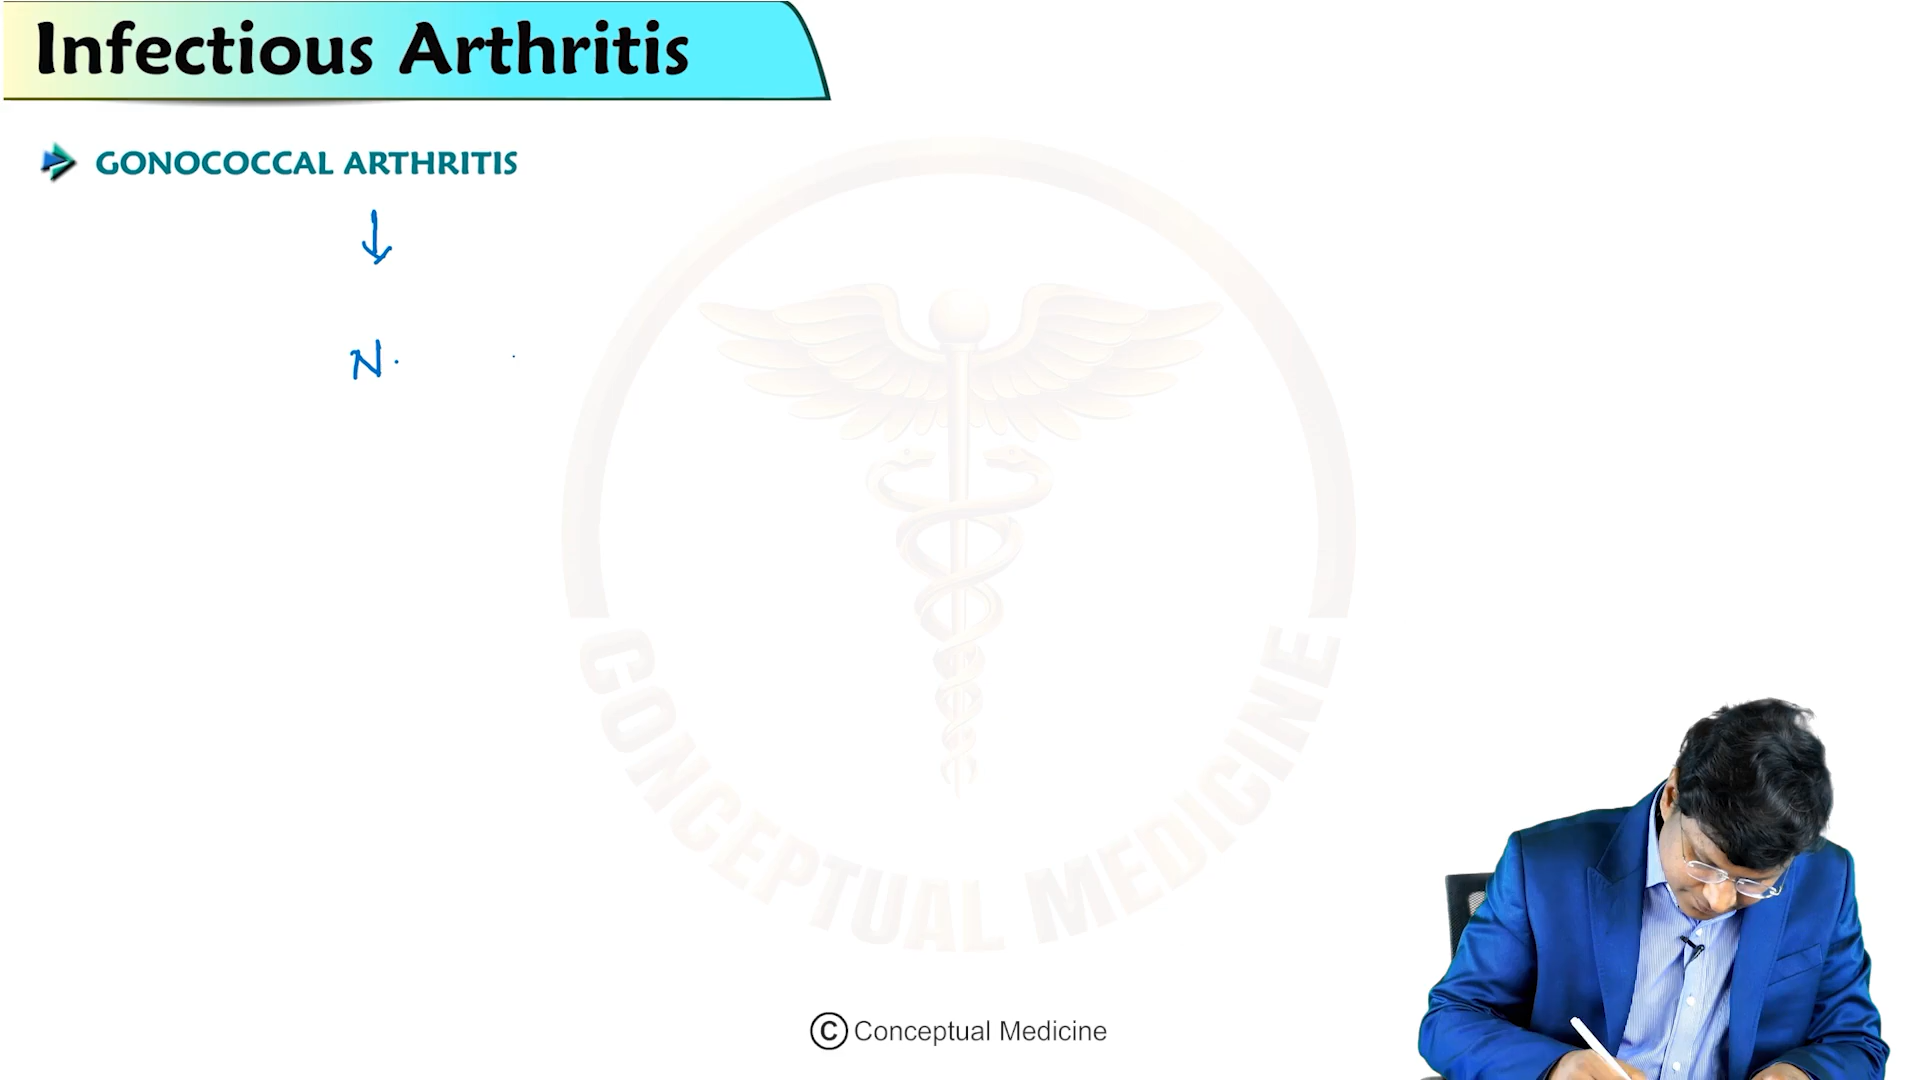 Infectious Arthritis
GONOCOCCAL ARTHRITIS
N.
CONCEPTUAL MEDICINE
© Conceptual Medicine